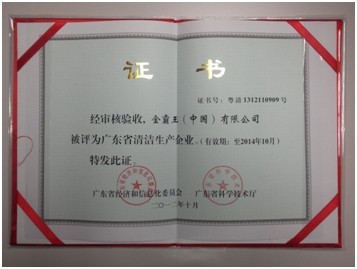 证 书
证书号：粤清1312110909号
经审核验收，金霸王（中国）有限公司
被评为广东省清洁生产企业。（有效期：至2014年10月）
特发此证。
广东省经济和信息化委员会 广东省科学技术厅
二〇一二年十月